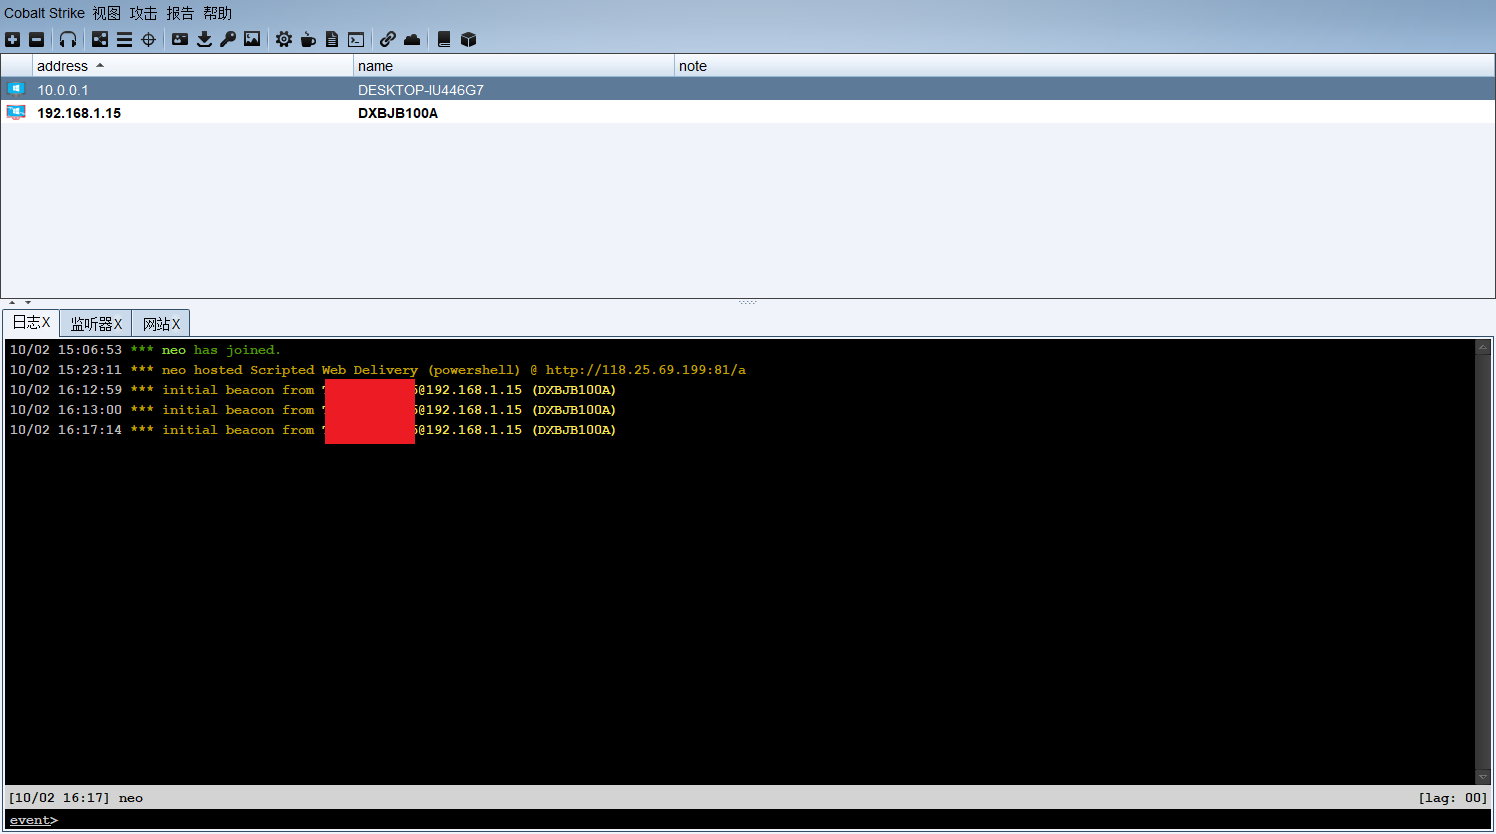 Cobalt Strike 视图 攻击 报告 帮助
address name note
10.0.0.1 DESKTOP-IU446G7
192.168.1.15 DXBJB100A
日志X 监听器X 网站X
10/02 15:06:53 *** neo has joined.
10/02 15:23:11 *** neo hosted Scripted Web Delivery (powershell) @ http://118.25.69.199:81/a
10/02 16:12:59 *** initial beacon from @192.168.1.15 (DXBJB100A)
10/02 16:13:00 *** initial beacon from @192.168.1.15 (DXBJB100A)
10/02 16:17:14 *** initial beacon from @192.168.1.15 (DXBJB100A)
[10/02 16:17] neo [lag: 00]
event>